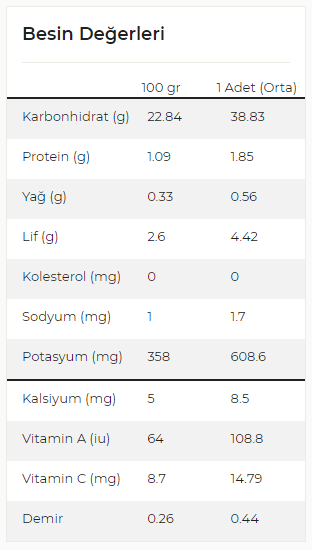 Besin Değerleri
100 gr 1 Adet (Orta)
Karbonhidrat (g) 22.84 38.83
Protein (g) 1.09 1.85
Yağ (g) 0.33 0.56
Lif (g) 2.6 4.42
Kolesterol (mg) 0 0
Sodyum (mg) 1 1.7
Potasyum (mg) 358 608.6
Kalsiyum (mg) 5 8.5
Vitamin A (iu) 64 108.8
Vitamin C (mg) 8.7 14.79
Demir 0.26 0.44